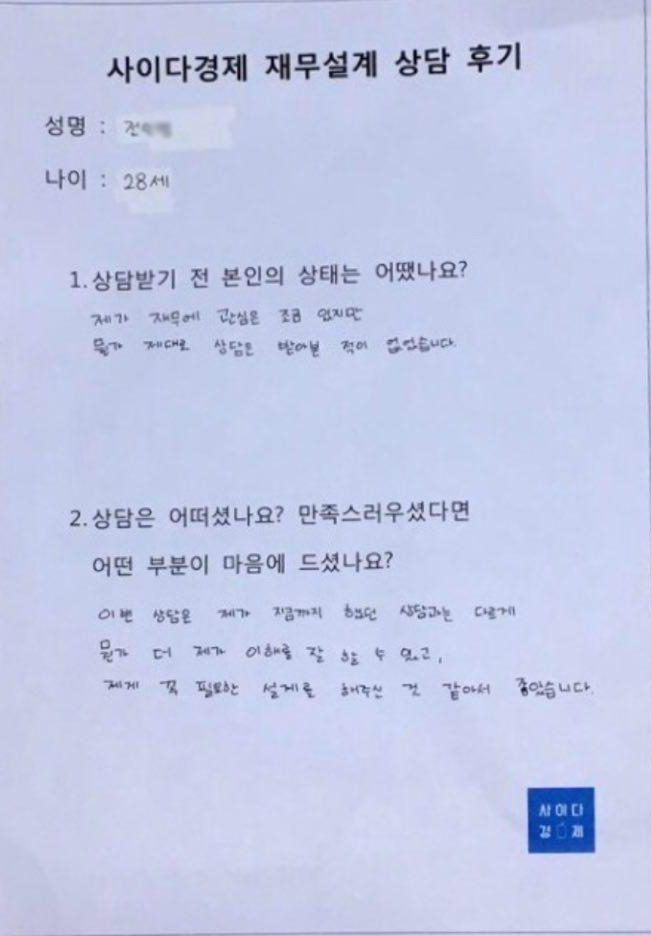 사이다경제 재무설계 상담 후기
성명 : 전
나이 : 28세
1. 상담받기 전 본인의 상태는 어땠나요?
제가 재무에 관심은 조금 있지만
뭔가 제대로 상담은 받아본 적이 없었습니다.
2. 상담은 어떠셨나요? 만족스러우셨다면
어떤 부분이 마음에 드셨나요?
이번 상담은 제가 지금까지 했던 상담과는 다르게
뭔가 더 제가 이해를 잘 할 수 있고,
제게 꼭 필요한 설계를 해주신 것 같아서 좋았습니다.
사이다
경제